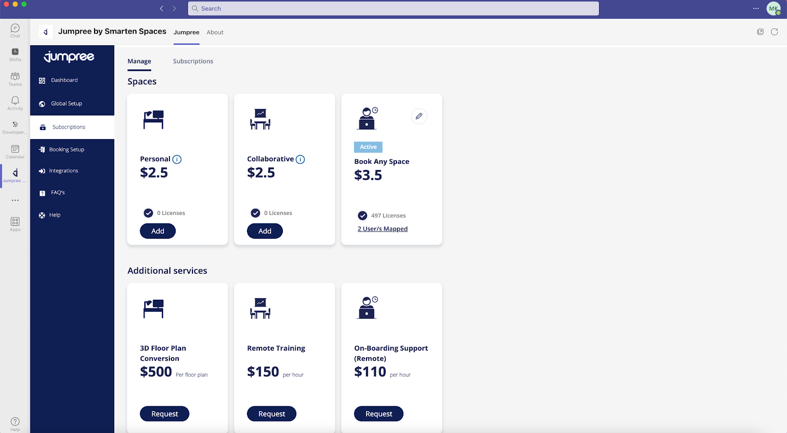 Search
MK
Chat
Shifts
Teams
Activity
Developer...
Calendar
Jumpree ...
Apps
Help
Jumpree by Smarten Spaces
Jumpree
About
jumpree
Dashboard
Global Setup
Subscriptions
Booking Setup
Integrations
FAQ's
Help
Manage
Subscriptions
Spaces
Personal
$2.5
0 Licenses
Add
Collaborative
$2.5
0 Licenses
Add
Active
Book Any Space
$3.5
497 Licenses
2 User/s Mapped
Additional services
3D Floor Plan
Conversion
$500 Per floor plan
Request
Remote Training
$150 per hour
Request
On-Boarding Support
(Remote)
$110 per hour
Request